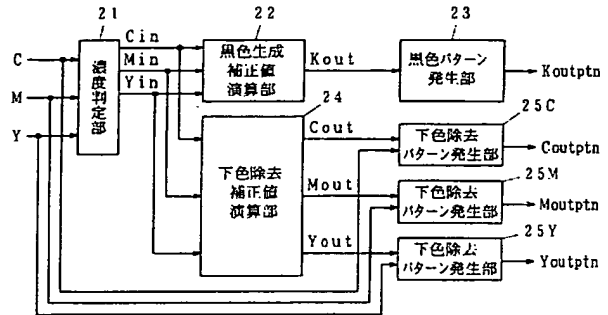 21
22
23
C
M
Y
濃度判定部
Cin
Min
Yin
黒色生成
補正値
演算部
Kout
黒色パターン
発生部
Koutptn
24
下色除去
補正値
演算部
Cout
Mout
Yout
25C
下色除去
パターン発生部
Coutptn
25M
下色除去
パターン発生部
Moutptn
25Y
下色除去
パターン発生部
Youtptn